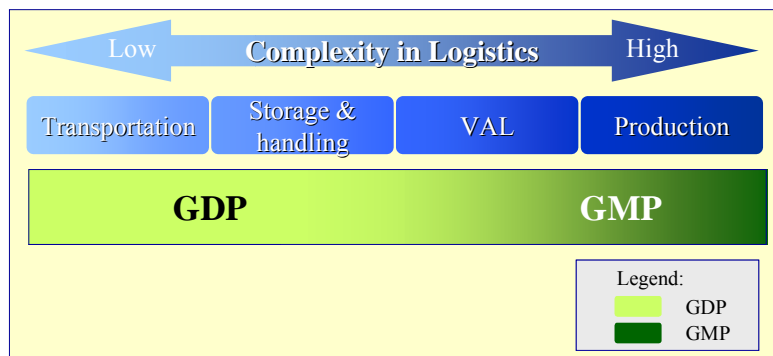 Low Complexity in Logistics High
Transportation
Storage &
handling
VAL
Production
GDP GMP
Legend:
GDP
GMP